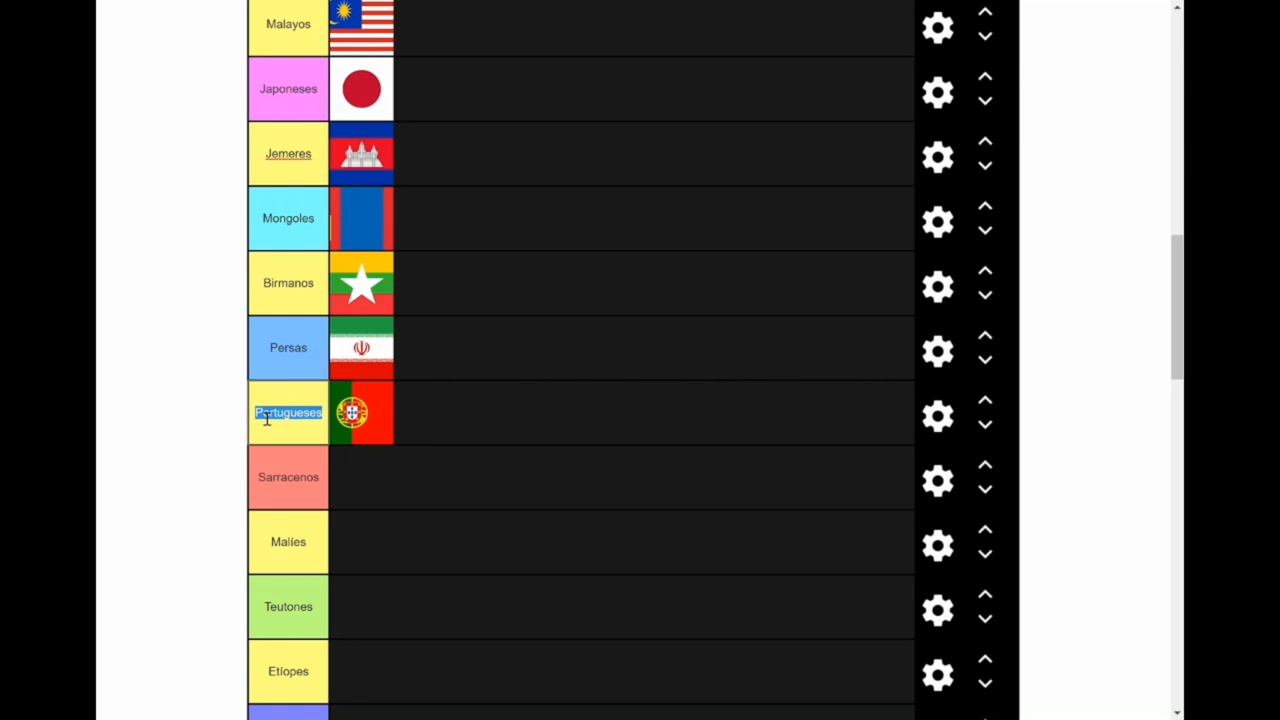 Malayos
Japoneses
Jemeres
Mongoles
Birmanos
Persas
Portugueses
Sarracenos
Malíes
Teutones
Etíopes